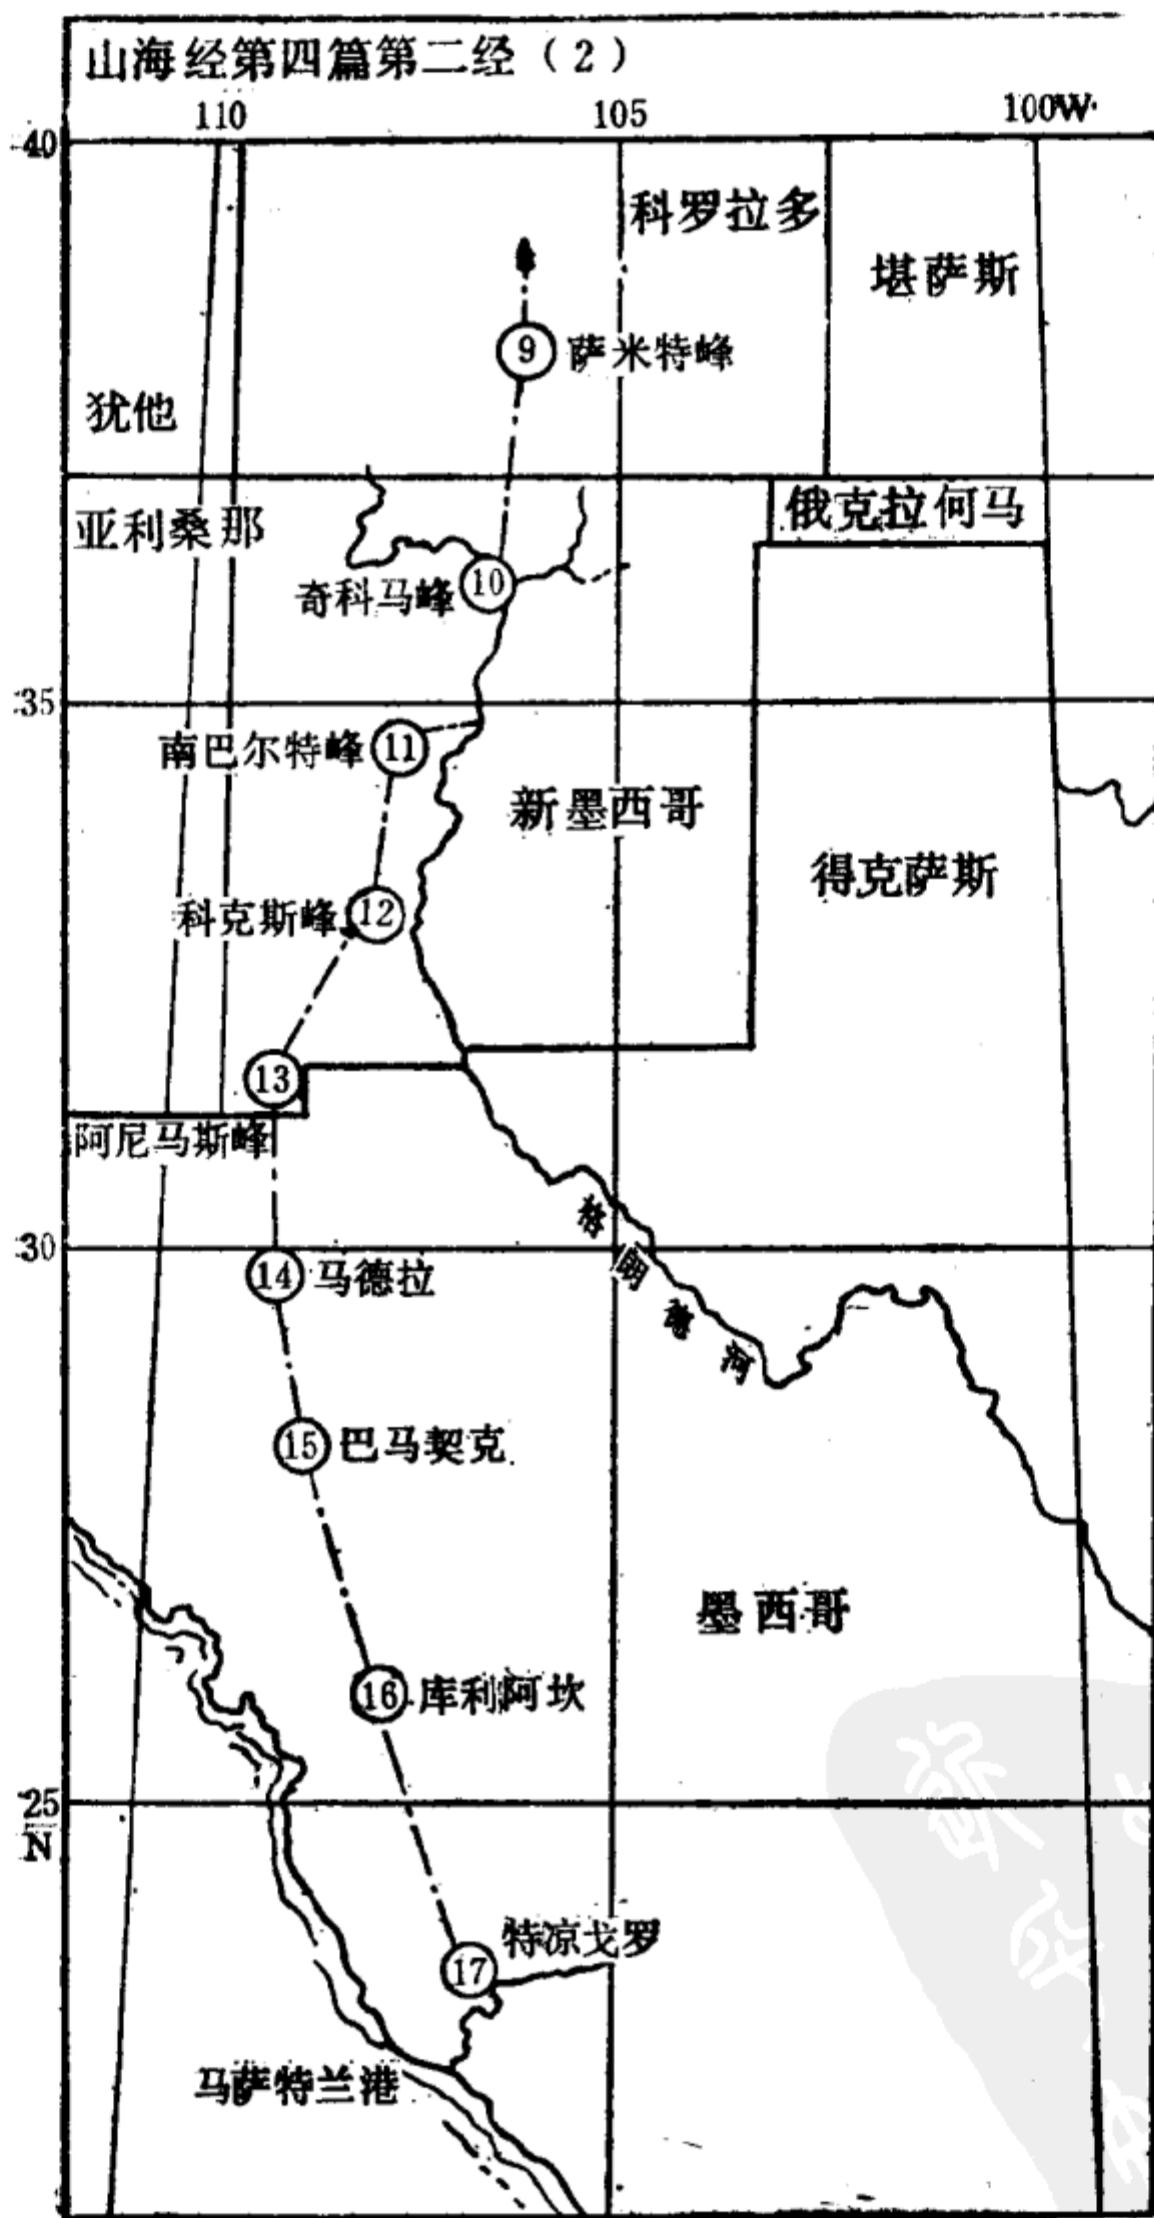 山海经第四篇第二经（2）
110 105 100W
40
科罗拉多
堪萨斯
9 萨米特峰
犹他
亚利桑那
俄克拉何马
奇科马峰 10
35
南巴尔特峰 11
新墨西哥
得克萨斯
科克斯峰 12
13
阿尼马斯峰
格朗德河
30
14 马德拉
15 巴马契克
墨西哥
16 库利阿坎
25
N
特凉戈罗
17
马萨特兰港